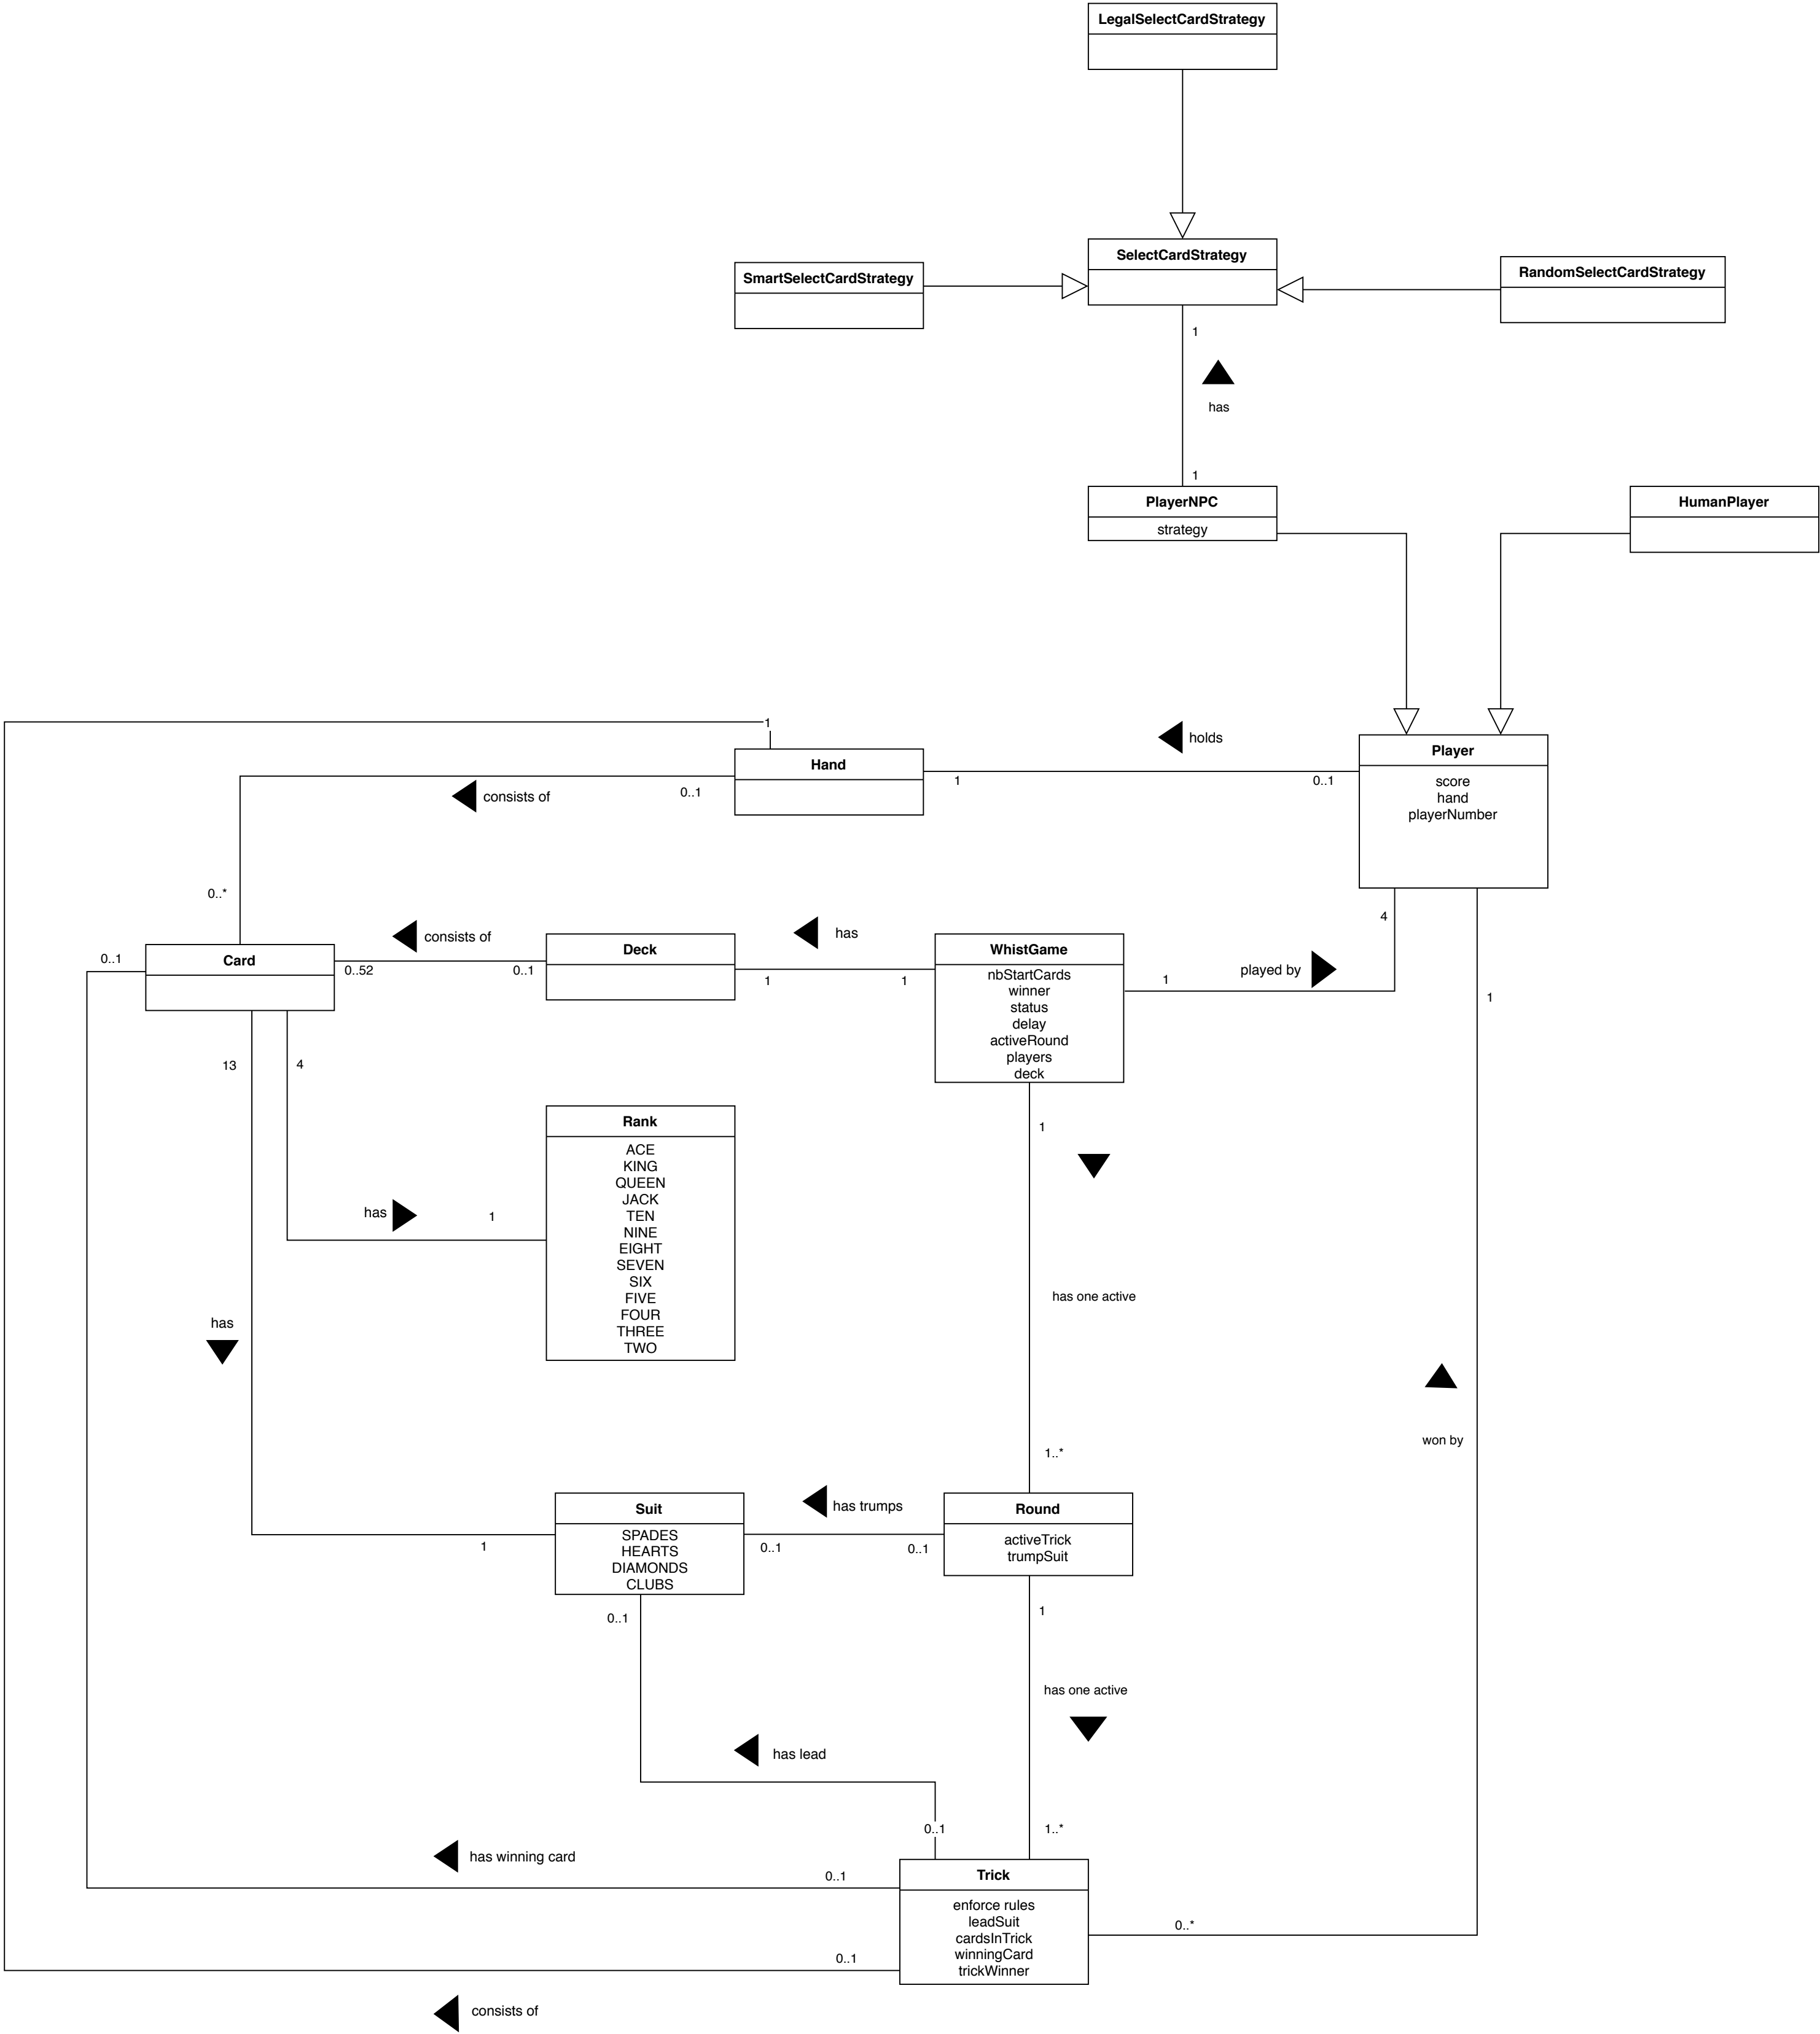 LegalSelectCardStrategy
SelectCardStrategy
SmartSelectCardStrategy
RandomSelectCardStrategy
1
has
1
PlayerNPC
strategy
HumanPlayer
1
holds
Hand
Player
score
hand
playerNumber
1
0..1
consists of
0..1
0..*
4
consists of
has
Card
Deck
WhistGame
nbStartCards
winner
status
delay
activeRound
players
deck
0..1
0..52
0..1
1
1
1
played by
1
13
4
Rank
ACE
KING
QUEEN
JACK
TEN
NINE
EIGHT
SEVEN
SIX
FIVE
FOUR
THREE
TWO
1
has
1
has
has one active
won by
1..*
Suit
SPADES
HEARTS
DIAMONDS
CLUBS
has trumps
Round
activeTrick
trumpSuit
1
0..1
0..1
0..1
1
has one active
has lead
0..1
1..*
has winning card
0..1
Trick
enforce rules
leadSuit
cardsInTrick
winningCard
trickWinner
0..*
0..1
consists of